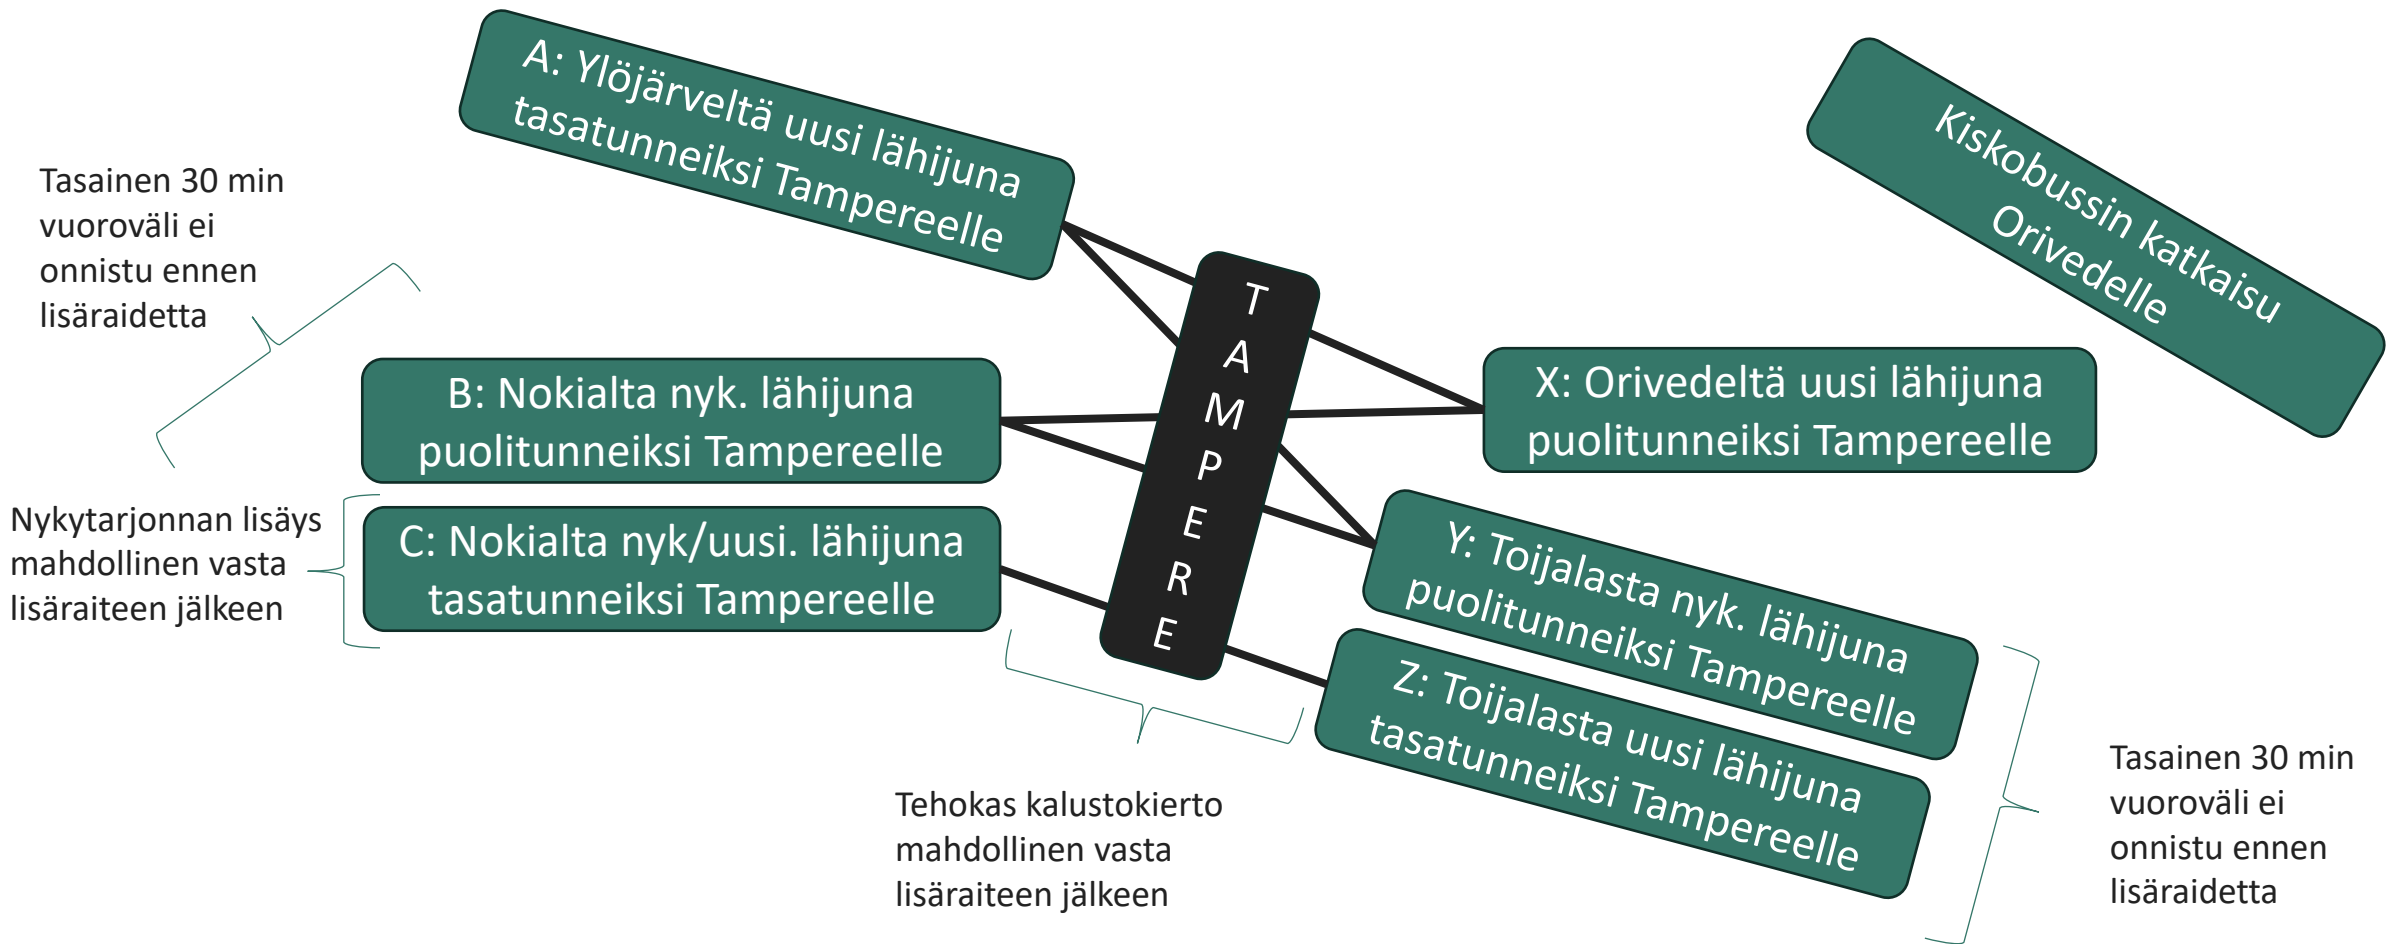 A: Ylöjärveltä uusi lähijuna
tasatunneiksi Tampereelle
Kiskobussin katkaisu
Orivedelle
Tasainen 30 min
vuoroväli ei
onnistu ennen
lisäraidetta
T
A
M
P
E
R
E
B: Nokialta nyk. lähijuna
puolitunneiksi Tampereelle
X: Orivedeltä uusi lähijuna
puolitunneiksi Tampereelle
Nykytarjonnan lisäys
mahdollinen vasta
lisäraiteen jälkeen
C: Nokialta nyk/uusi. lähijuna
tasatunneiksi Tampereelle
Y: Toijalasta nyk. lähijuna
puolitunneiksi Tampereelle
Z: Toijalasta uusi lähijuna
tasatunneiksi Tampereelle
Tehokas kalustokierto
mahdollinen vasta
lisäraiteen jälkeen
Tasainen 30 min
vuoroväli ei
onnistu ennen
lisäraidetta